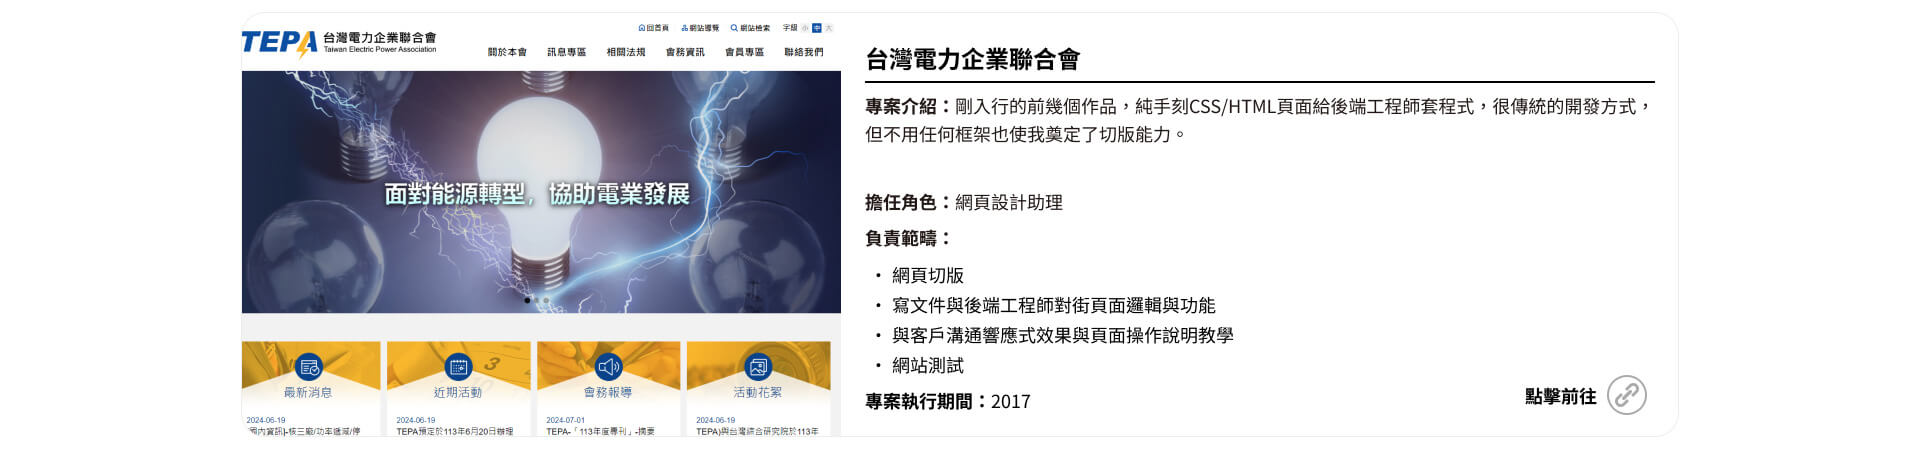 回首頁 網站導覽 網站檢索 字級 小 中 大
TEPA 台灣電力企業聯合會
Taiwan Electric Power Association
關於本會 訊息專區 相關法規 會務資訊 會員專區 聯絡我們
面對能源轉型，協助電業發展
最新消息 近期活動 會務報導 活動花絮
2024-06-19 2024-06-19 2024-07-01 2024-06-19
國內資訊|-核三廠/功率遞減/停 TEPA預定於113年6月20日辦理 TEPA-「113年度專刊」-摘要 TEPA)與台灣綜合研究院於113年
台灣電力企業聯合會
專案介紹：剛入行的前幾個作品，純手刻CSS/HTML頁面給後端工程師套程式，很傳統的開發方式，
但不用任何框架也使我奠定了切版能力。
擔任角色：網頁設計助理
負責範疇：
• 網頁切版
• 寫文件與後端工程師對街頁面邏輯與功能
• 與客戶溝通響應式效果與頁面操作說明教學
• 網站測試
專案執行期間：2017
點擊前往